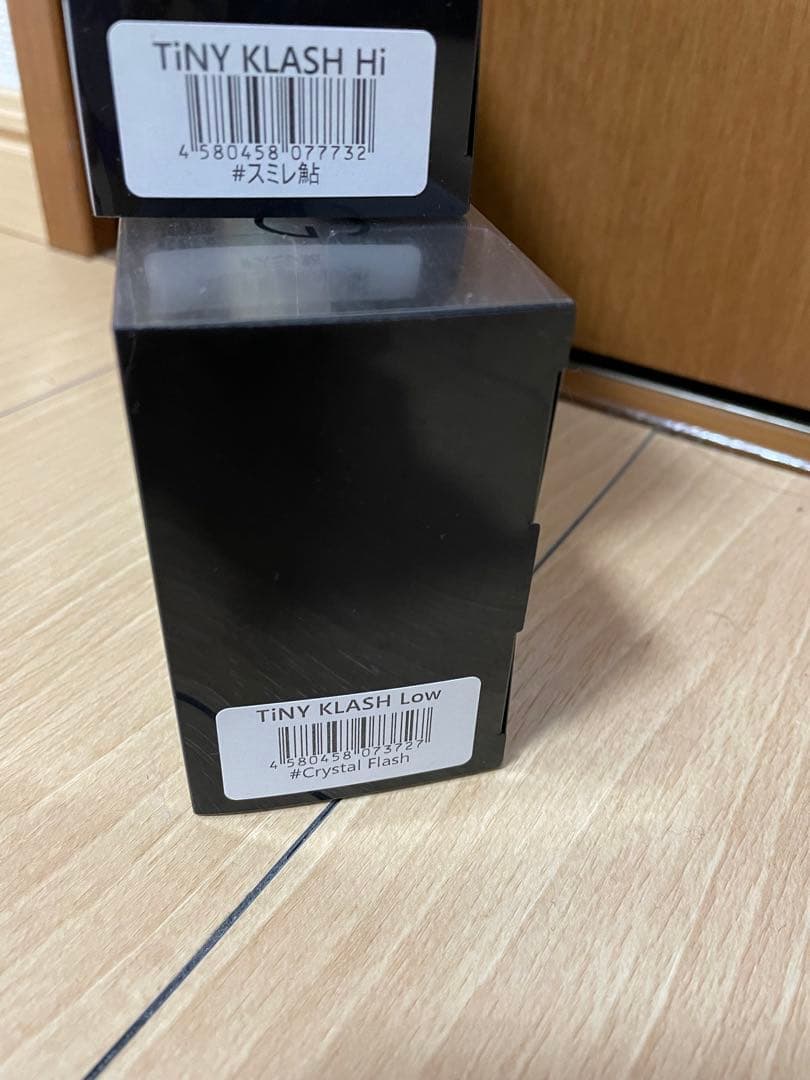 TiNY KLASH Hi
4 580458 077732
#スミレ鮎
TiNY KLASH Low
4 580458 073727
#Crystal Flash